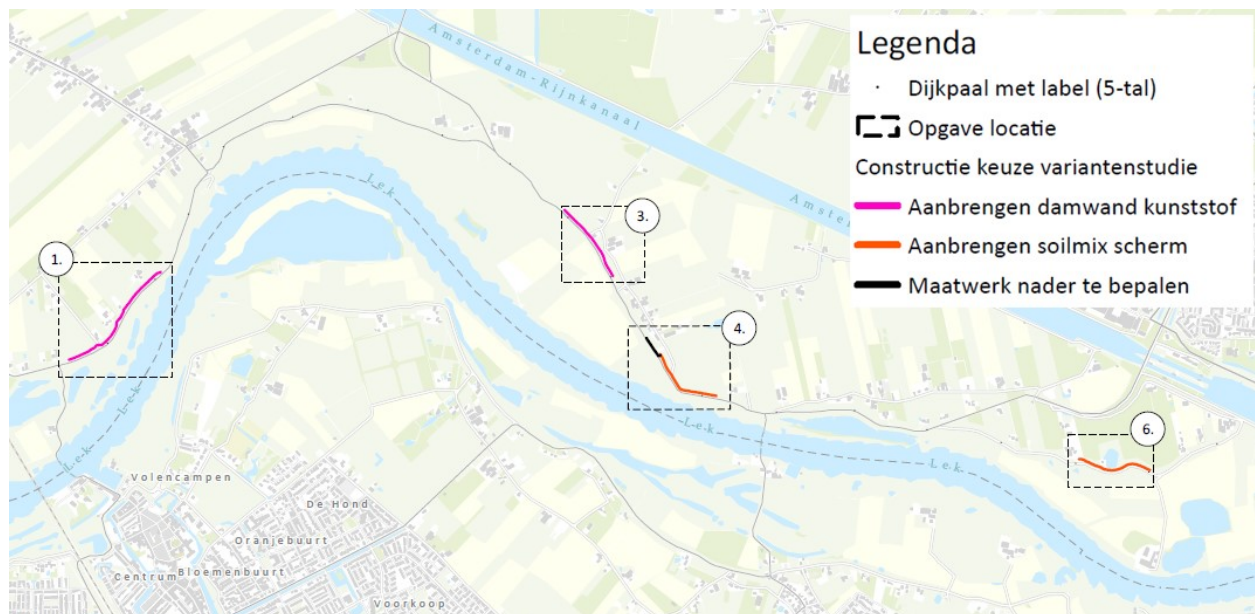 Amsterdam-Rijnkanaal
Amst
Legenda
Dijkpaal met label (5-tal)
Opgave locatie
Constructie keuze variantenstudie
Aanbrengen damwand kunststof
Aanbrengen soilmix scherm
Maatwerk nader te bepalen
Lek
3.
1.
4.
Lek
Lek
6.
Lek
Lek
Volencampen
De Hond
Oranjebuurt
Bloemenbuurt
Centrum
Voorkoop